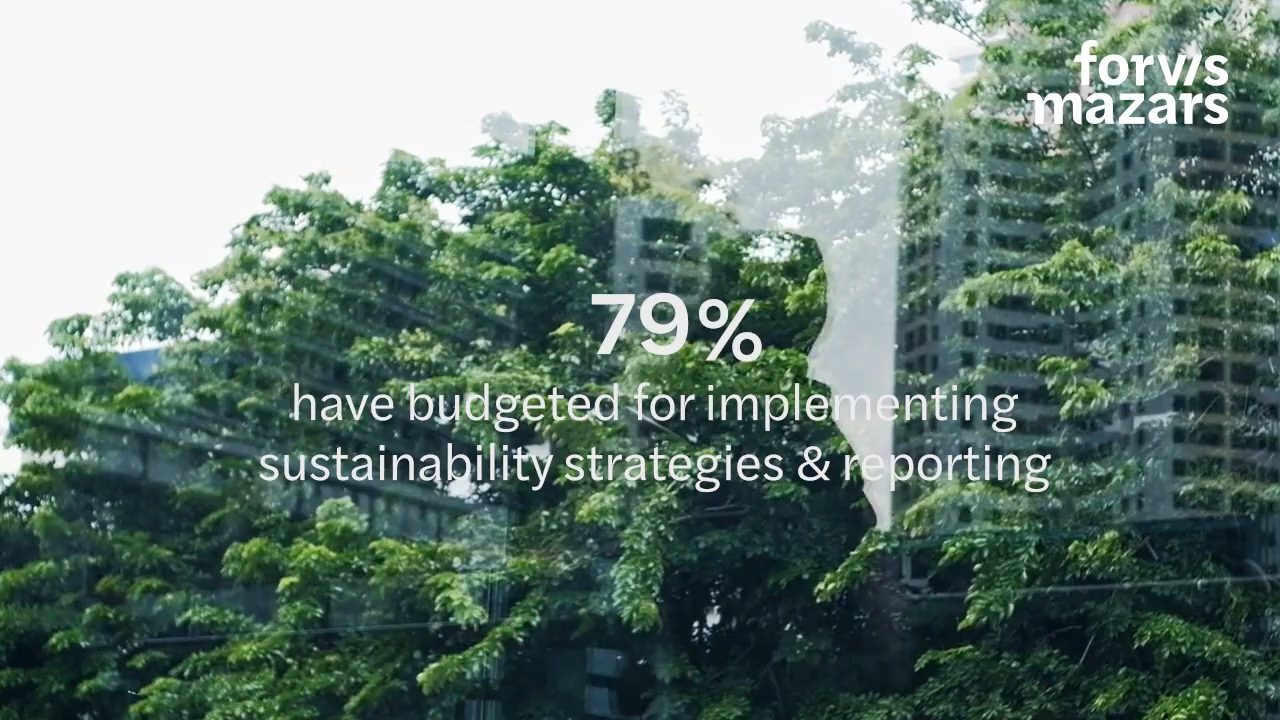 forvis
mazars
79%
have budgeted for implementing
sustainability strategies & reporting